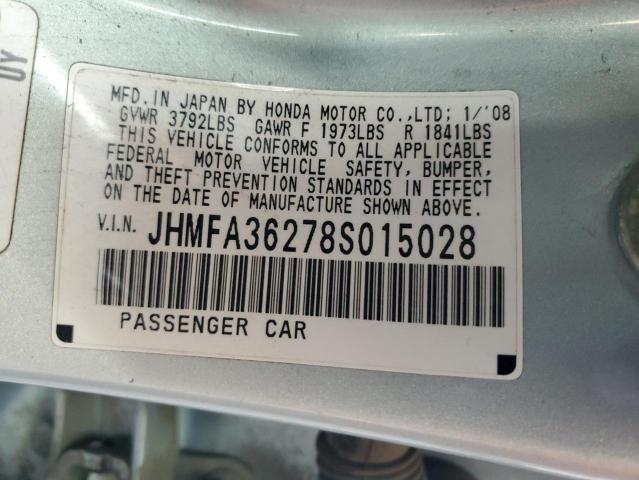 DY
MFD. IN JAPAN BY HONDA MOTOR CO.,LTD; 1/'08
GVWR 3792LBS GAWR F 1973LBS R 1841LBS
THIS VEHICLE CONFORMS TO ALL APPLICABLE
FEDERAL MOTOR VEHICLE SAFETY, BUMPER,
AND THEFT PREVENTION STANDARDS IN EFFECT
ON THE DATE OF MANUFACTURE SHOWN ABOVE.
V.I.N. JHMFA36278S015028
PASSENGER CAR